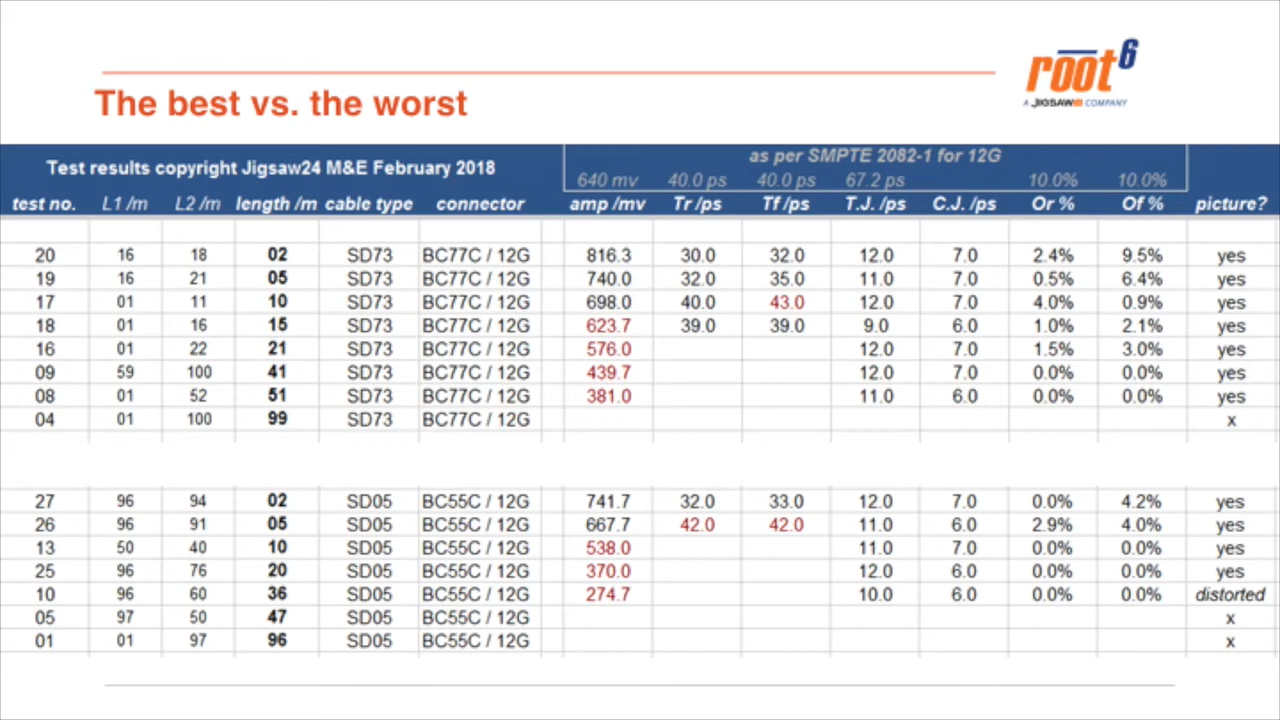 root6
A JIGSAW24 COMPANY
The best vs. the worst
Test results copyright Jigsaw24 M&E February 2018
as per SMPTE 2082-1 for 12G
640 mv 40.0 ps 40.0 ps 67.2 ps 10.0% 10.0%
test no. L1 /m L2 /m length /m cable type connector amp /mv Tr /ps Tf /ps T.J. /ps C.J. /ps Or % Of % picture?
20 16 18 02 SD73 BC77C / 12G 816.3 30.0 32.0 12.0 7.0 2.4% 9.5% yes
19 16 21 05 SD73 BC77C / 12G 740.0 32.0 35.0 11.0 7.0 0.5% 6.4% yes
17 01 11 10 SD73 BC77C / 12G 698.0 40.0 43.0 12.0 7.0 4.0% 0.9% yes
18 01 16 15 SD73 BC77C / 12G 623.7 39.0 39.0 9.0 6.0 1.0% 2.1% yes
16 01 22 21 SD73 BC77C / 12G 576.0 12.0 7.0 1.5% 3.0% yes
09 59 100 41 SD73 BC77C / 12G 439.7 12.0 7.0 0.0% 0.0% yes
08 01 52 51 SD73 BC77C / 12G 381.0 11.0 6.0 0.0% 0.0% yes
04 01 100 99 SD73 BC77C / 12G x
27 96 94 02 SD05 BC55C / 12G 741.7 32.0 33.0 12.0 7.0 0.0% 4.2% yes
26 96 91 05 SD05 BC55C / 12G 667.7 42.0 42.0 11.0 6.0 2.9% 4.0% yes
13 50 40 10 SD05 BC55C / 12G 538.0 11.0 7.0 0.0% 0.0% yes
25 96 76 20 SD05 BC55C / 12G 370.0 12.0 6.0 0.0% 0.0% yes
10 96 60 36 SD05 BC55C / 12G 274.7 10.0 6.0 0.0% 0.0% distorted
05 97 50 47 SD05 BC55C / 12G x
01 01 97 96 SD05 BC55C / 12G x